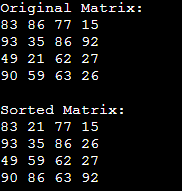 Original Matrix:
83 86 77 15
93 35 86 92
49 21 62 27
90 59 63 26
Sorted Matrix:
83 21 77 15
93 35 86 26
49 59 62 27
90 86 63 92